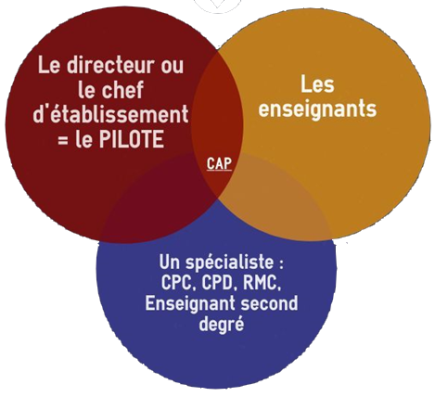 Le directeur ou
le chef
d'établissement
= le PILOTE
Les
enseignants
CAP
Un spécialiste :
CPC, CPD, RMC,
Enseignant second
degré